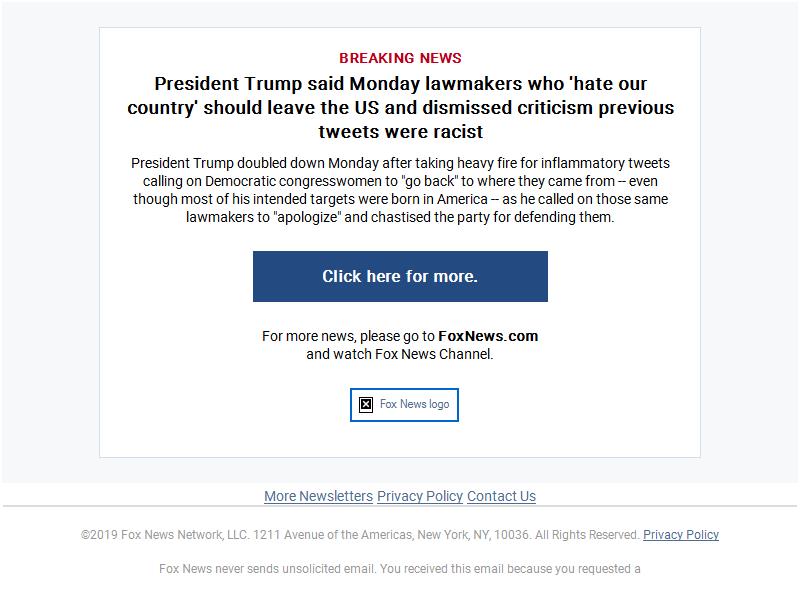 BREAKING NEWS
President Trump said Monday lawmakers who 'hate our
country' should leave the US and dismissed criticism previous
tweets were racist
President Trump doubled down Monday after taking heavy fire for inflammatory tweets
calling on Democratic congresswomen to "go back" to where they came from -- even
though most of his intended targets were born in America -- as he called on those same
lawmakers to "apologize" and chastised the party for defending them.
Click here for more.
For more news, please go to FoxNews.com
and watch Fox News Channel.
Fox News logo
More Newsletters Privacy Policy Contact Us
©2019 Fox News Network, LLC. 1211 Avenue of the Americas, New York, NY, 10036. All Rights Reserved. Privacy Policy
Fox News never sends unsolicited email. You received this email because you requested a